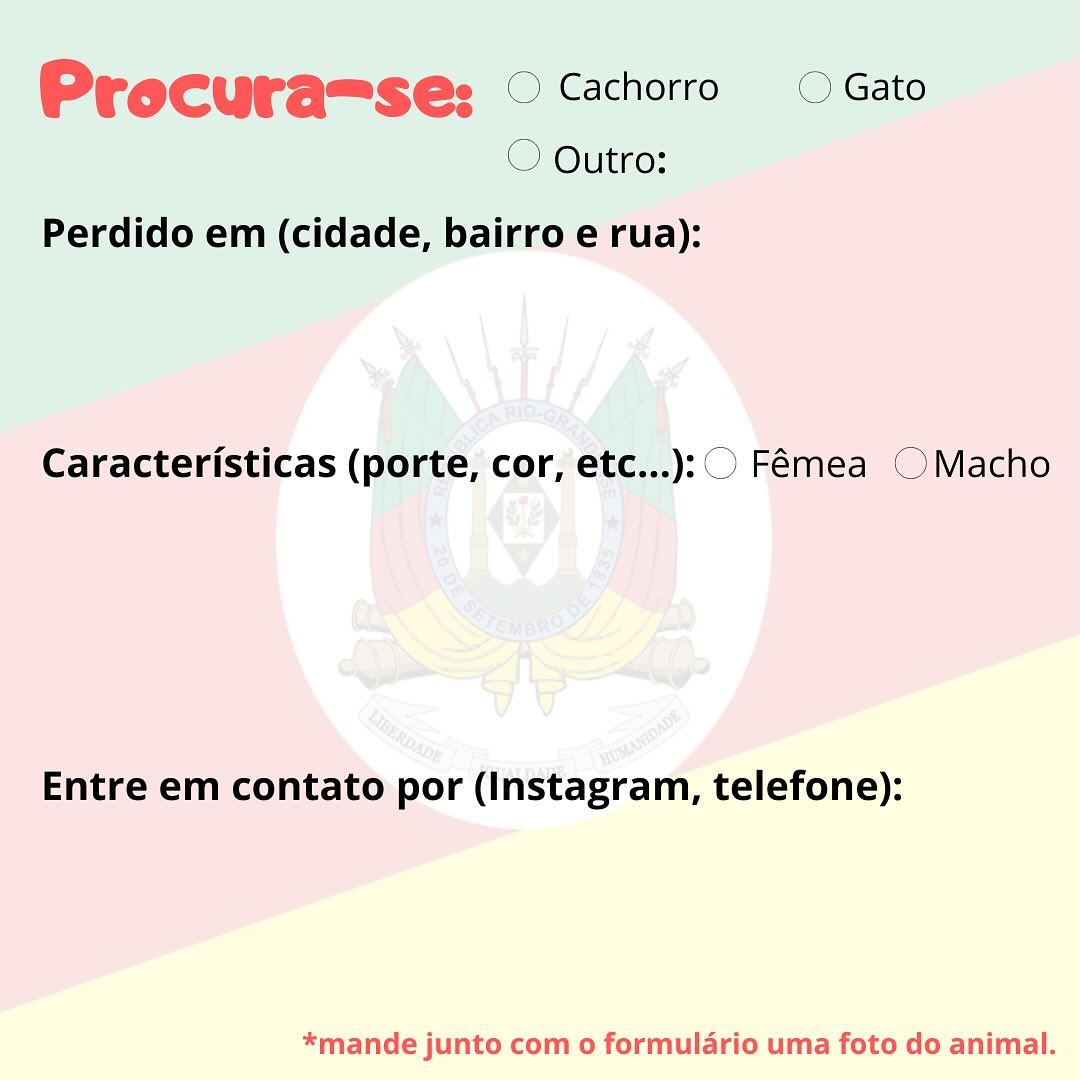 Procura-se: Cachorro Gato
Outro:
Perdido em (cidade, bairro e rua):
REPÚBLICA RIO-GRANDENSE
Características (porte, cor, etc...): Fêmea Macho
20 DE SETEMBRO DE 1835
LIBERDADE IGUALDADE HUMANIDADE
Entre em contato por (Instagram, telefone):
*mande junto com o formulário uma foto do animal.